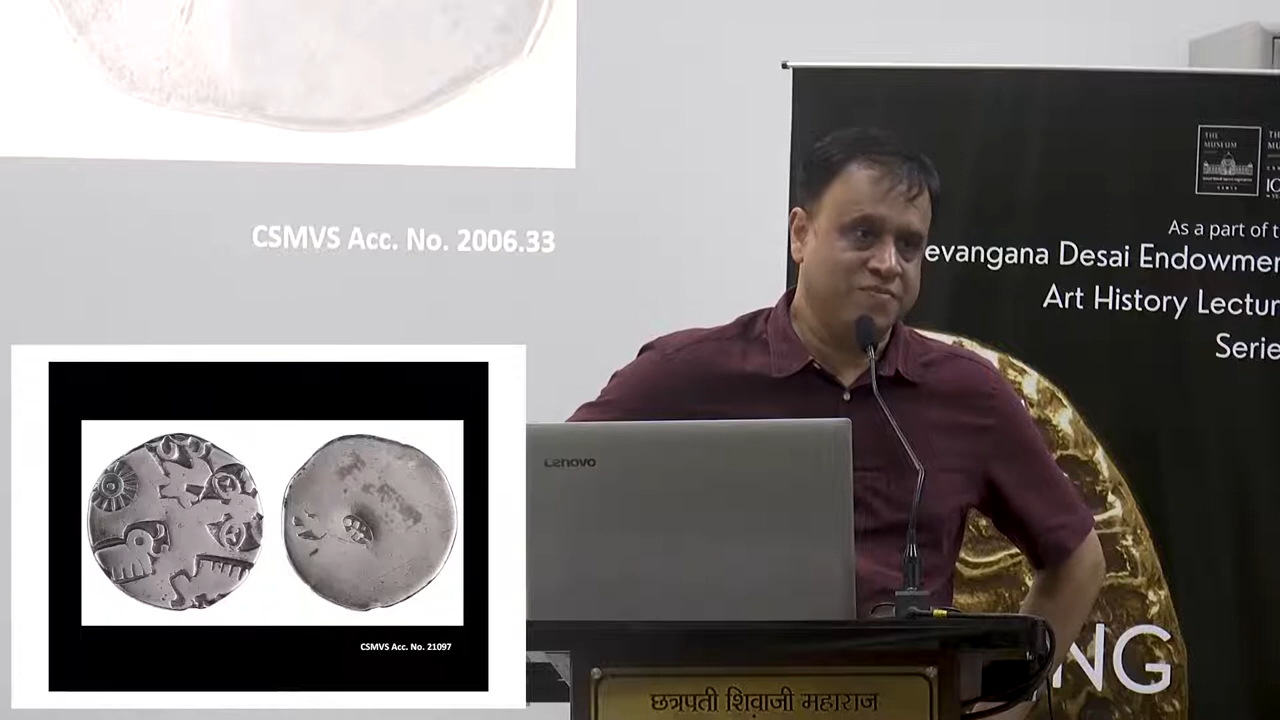 CSMVS Acc. No. 2006.33
CSMVS Acc. No. 21097
Lenovo
THE
MUSEUM
As a part of t
evangana Desai Endowmen
Art History Lectur
Serie
NG
छत्रपती शिवाजी महाराज